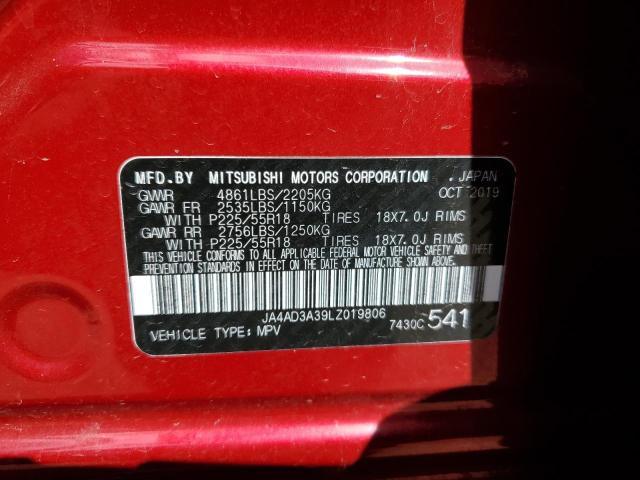 MFD.BY MITSUBISHI MOTORS CORPORATION . JAPAN
GVWR 4861LBS/2205KG OCT 2019
GAWR FR 2535LBS/1150KG
WITH P225/55R18 TIRES 18X7.0J RIMS
GAWR RR 2756LBS/1250KG
WITH P225/55R18 TIRES 18X7.0J RIMS
THIS VEHICLE CONFORMS TO ALL APPLICABLE FEDERAL MOTOR VEHICLE SAFETY AND THEFT
PREVENTION STANDARDS IN EFFECT ON THE DATE OF MANUFACTURE SHOWN ABOVE.
JA4AD3A39LZ019806
VEHICLE TYPE: MPV 7430C 541